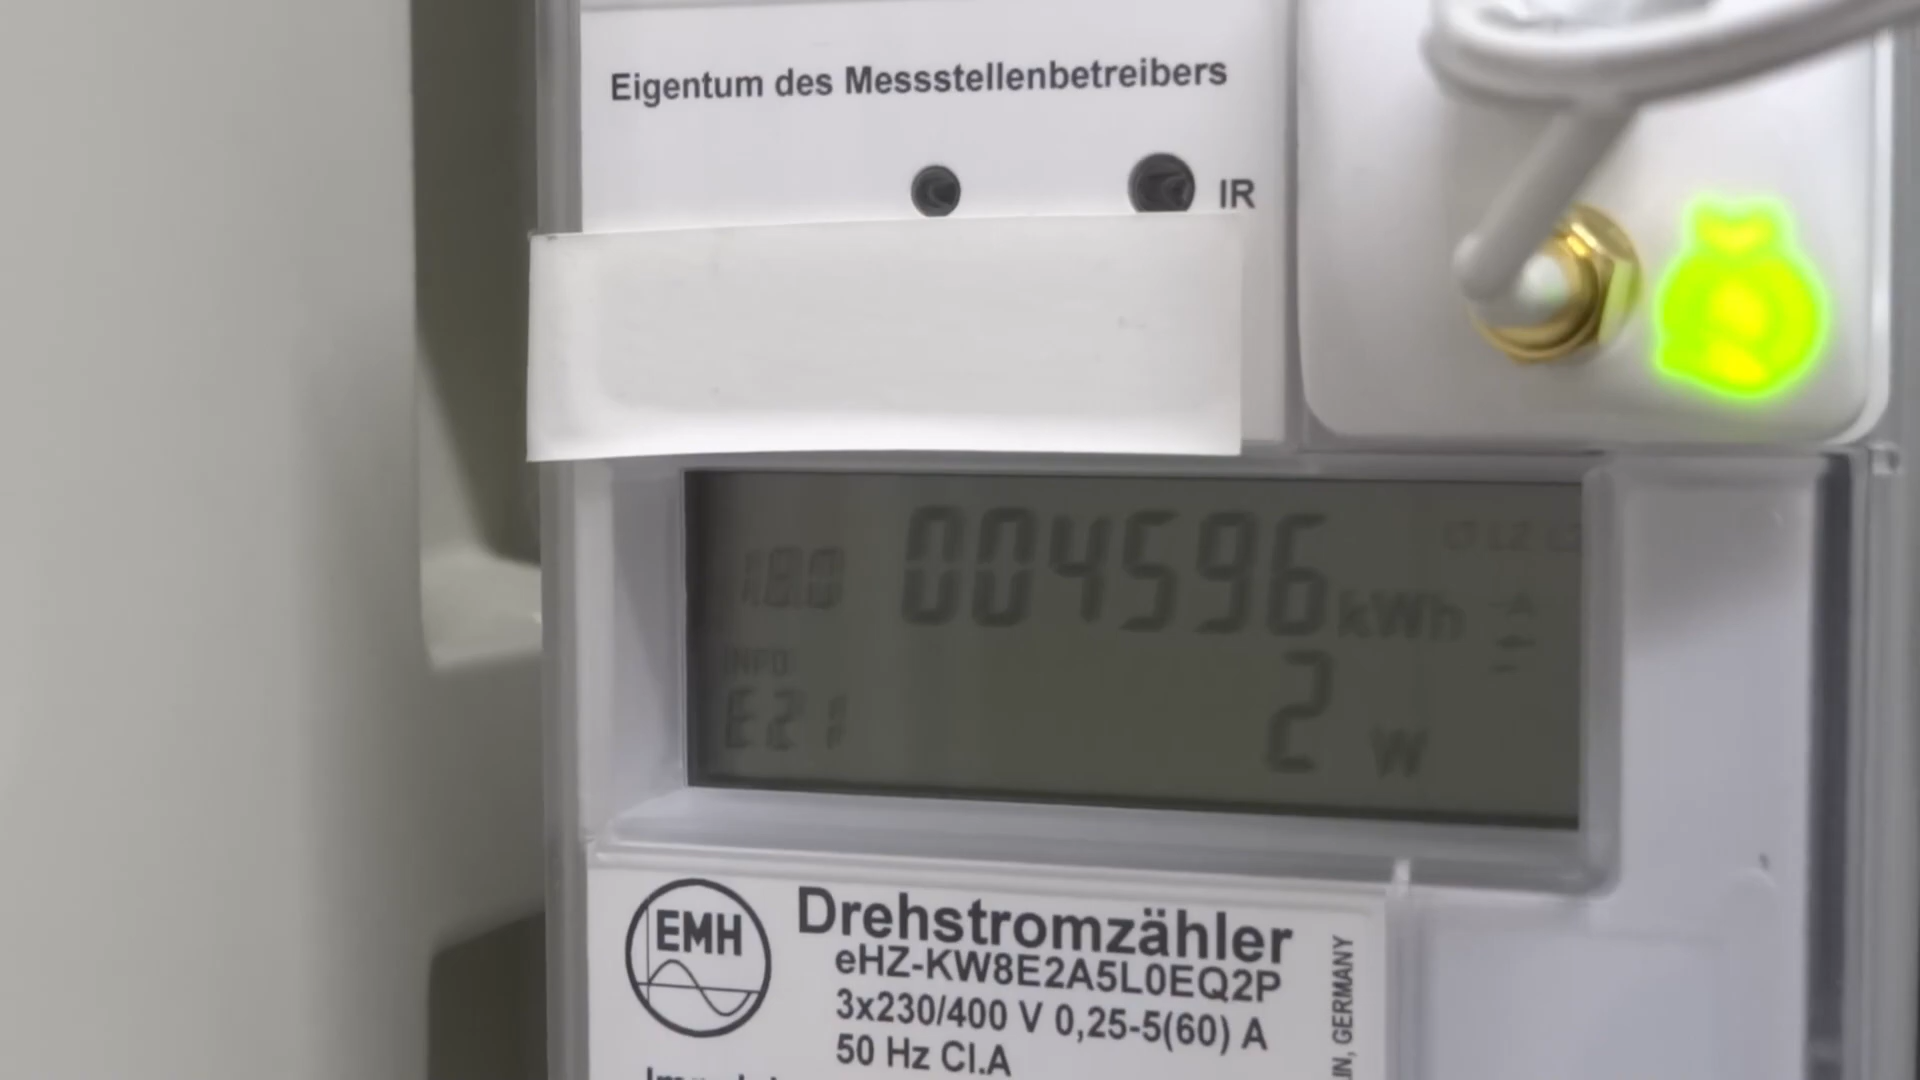 Eigentum des Messstellenbetreibers
IR
1.8.0 004596 kWh
INFO
E21 2 W
EMH
Drehstromzähler
eHZ-KW8E2A5L0EQ2P
3x230/400 V 0,25-5(60) A
50 Hz Cl.A
GERMANY